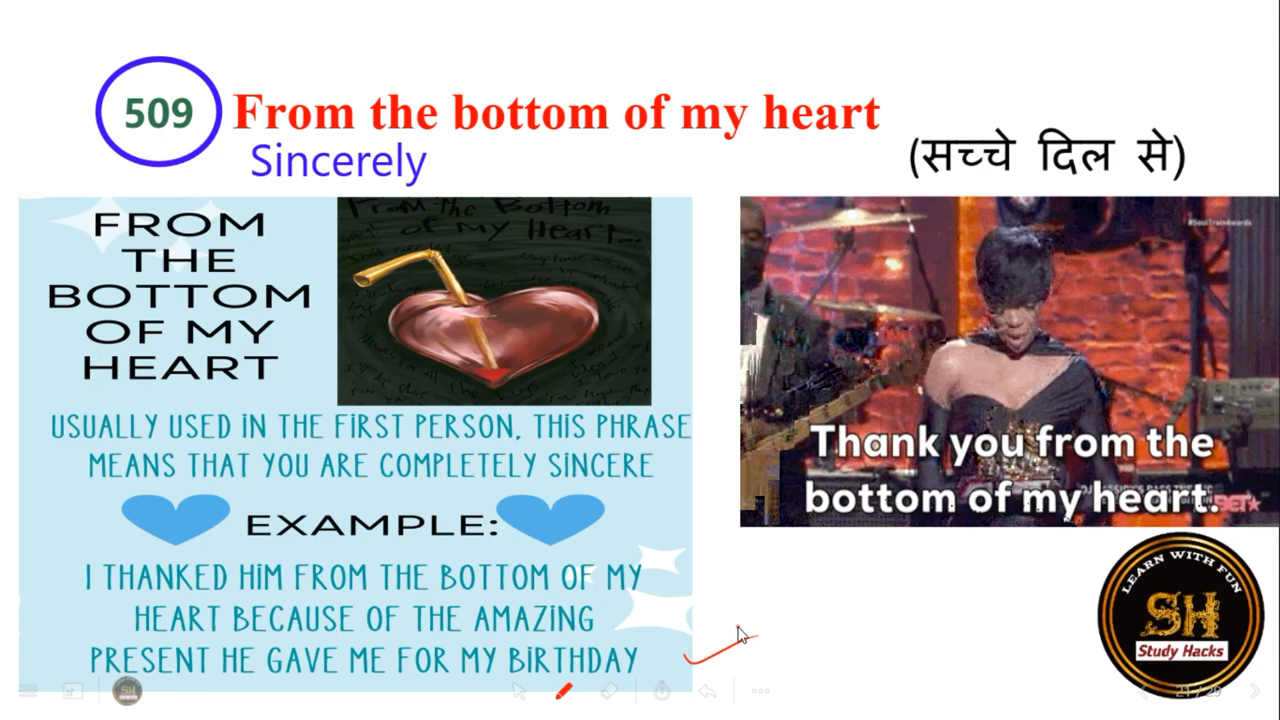 509
From the bottom of my heart
Sincerely
(सच्चे दिल से)
FROM
THE
BOTTOM
OF MY
HEART
From the Bottom
of My Heart...
USUALLY USED IN THE FIRST PERSON, THIS PHRASE
MEANS THAT YOU ARE COMPLETELY SINCERE
EXAMPLE:
I THANKED HIM FROM THE BOTTOM OF MY
HEART BECAUSE OF THE AMAZING
PRESENT HE GAVE ME FOR MY BIRTHDAY
#SoulTrainAwards
Thank you from the
bottom of my heart.
BET
LEARN WITH FUN
SH
Study Hacks
SH